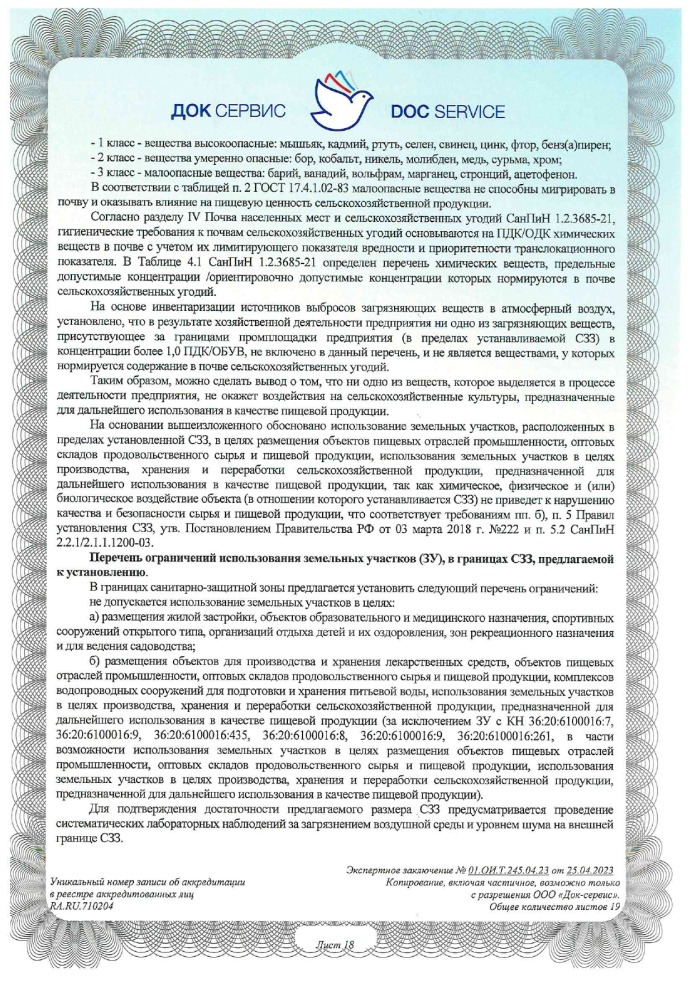 ДОК СЕРВИС DOC SERVICE
- 1 класс - вещества высокоопасные: мышьяк, кадмий, ртуть, селен, свинец, цинк, фтор, бенз(а)пирен;
- 2 класс - вещества умеренно опасные: бор, кобальт, никель, молибден, медь, сурьма, хром;
- 3 класс - малоопасные вещества: барий, ванадий, вольфрам, марганец, стронций, ацетофенон.
В соответствии с таблицей п. 2 ГОСТ 17.4.1.02-83 малоопасные вещества не способны мигрировать в
почву и оказывать влияние на пищевую ценность сельскохозяйственной продукции.
Согласно разделу IV Почва населенных мест и сельскохозяйственных угодий СанПиН 1.2.3685-21,
гигиенические требования к почвам сельскохозяйственных угодий основываются на ПДК/ОДК химических
веществ в почве с учетом их лимитирующего показателя вредности и приоритетности транслокационного
показателя. В Таблице 4.1 СанПиН 1.2.3685-21 определен перечень химических веществ, предельные
допустимые концентрации /ориентировочно допустимые концентрации которых нормируются в почве
сельскохозяйственных угодий.
На основе инвентаризации источников выбросов загрязняющих веществ в атмосферный воздух,
установлено, что в результате хозяйственной деятельности предприятия ни одно из загрязняющих веществ,
присутствующее за границами промплощадки предприятия (в пределах устанавливаемой СЗЗ) в
концентрации более 1,0 ПДК/ОБУВ, не включено в данный перечень, и не является веществами, у которых
нормируется содержание в почве сельскохозяйственных угодий.
Таким образом, можно сделать вывод о том, что ни одно из веществ, которое выделяется в процессе
деятельности предприятия, не окажет воздействия на сельскохозяйственные культуры, предназначенные
для дальнейшего использования в качестве пищевой продукции.
На основании вышеизложенного обосновано использование земельных участков, расположенных в
пределах установленной СЗЗ, в целях размещения объектов пищевых отраслей промышленности, оптовых
складов продовольственного сырья и пищевой продукции, использования земельных участков в целях
производства, хранения и переработки сельскохозяйственной продукции, предназначенной для
дальнейшего использования в качестве пищевой продукции, так как химическое, физическое и (или)
биологическое воздействие объекта (в отношении которого устанавливается СЗЗ) не приведет к нарушению
качества и безопасности сырья и пищевой продукции, что соответствует требованиям пп. б), п. 5 Правил
установления СЗЗ, утв. Постановлением Правительства РФ от 03 марта 2018 г. №222 и п. 5.2 СанПиН
2.2.1/2.1.1.1200-03.
Перечень ограничений использования земельных участков (ЗУ), в границах СЗЗ, предлагаемой
к установлению.
В границах санитарно-защитной зоны предлагается установить следующий перечень ограничений:
не допускается использование земельных участков в целях:
а) размещения жилой застройки, объектов образовательного и медицинского назначения, спортивных
сооружений открытого типа, организаций отдыха детей и их оздоровления, зон рекреационного назначения
и для ведения садоводства;
б) размещения объектов для производства и хранения лекарственных средств, объектов пищевых
отраслей промышленности, оптовых складов продовольственного сырья и пищевой продукции, комплексов
водопроводных сооружений для подготовки и хранения питьевой воды, использования земельных участков
в целях производства, хранения и переработки сельскохозяйственной продукции, предназначенной для
дальнейшего использования в качестве пищевой продукции (за исключением ЗУ с КН 36:20:6100016:7,
36:20:6100016:9, 36:20:6100016:435, 36:20:6100016:8, 36:20:6100016:9, 36:20:6100016:261, в части
возможности использования земельных участков в целях размещения объектов пищевых отраслей
промышленности, оптовых складов продовольственного сырья и пищевой продукции, использования
земельных участков в целях производства, хранения и переработки сельскохозяйственной продукции,
предназначенной для дальнейшего использования в качестве пищевой продукции).
Для подтверждения достаточности предлагаемого размера СЗЗ предусматривается проведение
систематических лабораторных наблюдений за загрязнением воздушной среды и уровнем шума на внешней
границе СЗЗ.
Экспертное заключение № 01.ОИ.Т.245.04.23 от 25.04.2023
Уникальный номер записи об аккредитации Копирование, включая частичное, возможно только
в реестре аккредитованных лиц с разрешения ООО «Док-сервис».
RA.RU.710204 Общее количество листов 19
Лист 18